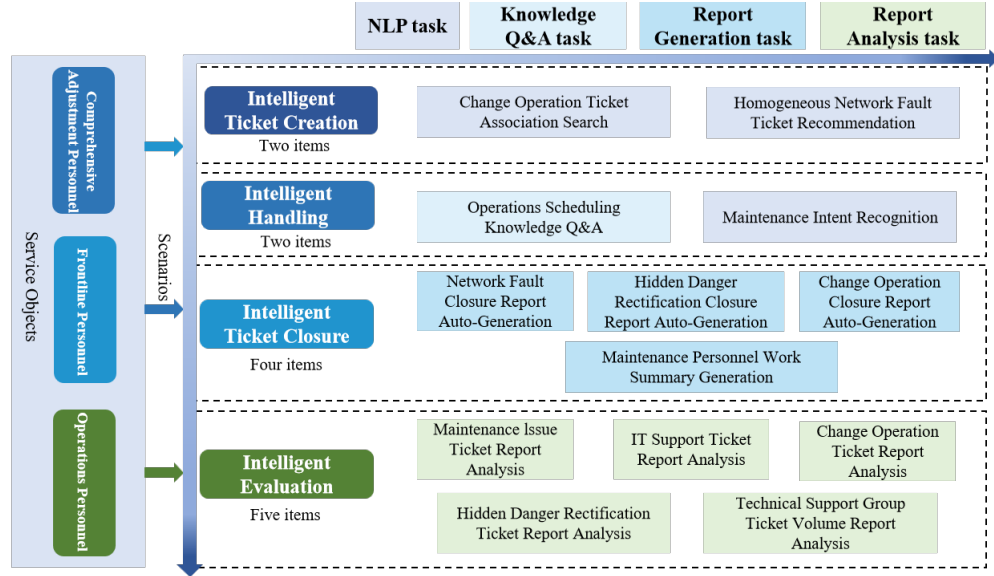 NLP task
Knowledge
Q&A task
Report
Generation task
Report
Analysis task
Service Objects
Comprehensive
Adjustment Personnel
Frontline Personnel
Operations Personnel
Scenarios
Intelligent
Ticket Creation
Two items
Change Operation Ticket
Association Search
Homogeneous Network Fault
Ticket Recommendation
Intelligent
Handling
Two items
Operations Scheduling
Knowledge Q&A
Maintenance Intent Recognition
Intelligent
Ticket Closure
Four items
Network Fault
Closure Report
Auto-Generation
Hidden Danger
Rectification Closure
Report Auto-Generation
Change Operation
Closure Report
Auto-Generation
Maintenance Personnel Work
Summary Generation
Intelligent
Evaluation
Five items
Maintenance Issue
Ticket Report
Analysis
IT Support Ticket
Report Analysis
Change Operation
Ticket Report
Analysis
Hidden Danger Rectification
Ticket Report Analysis
Technical Support Group
Ticket Volume Report
Analysis